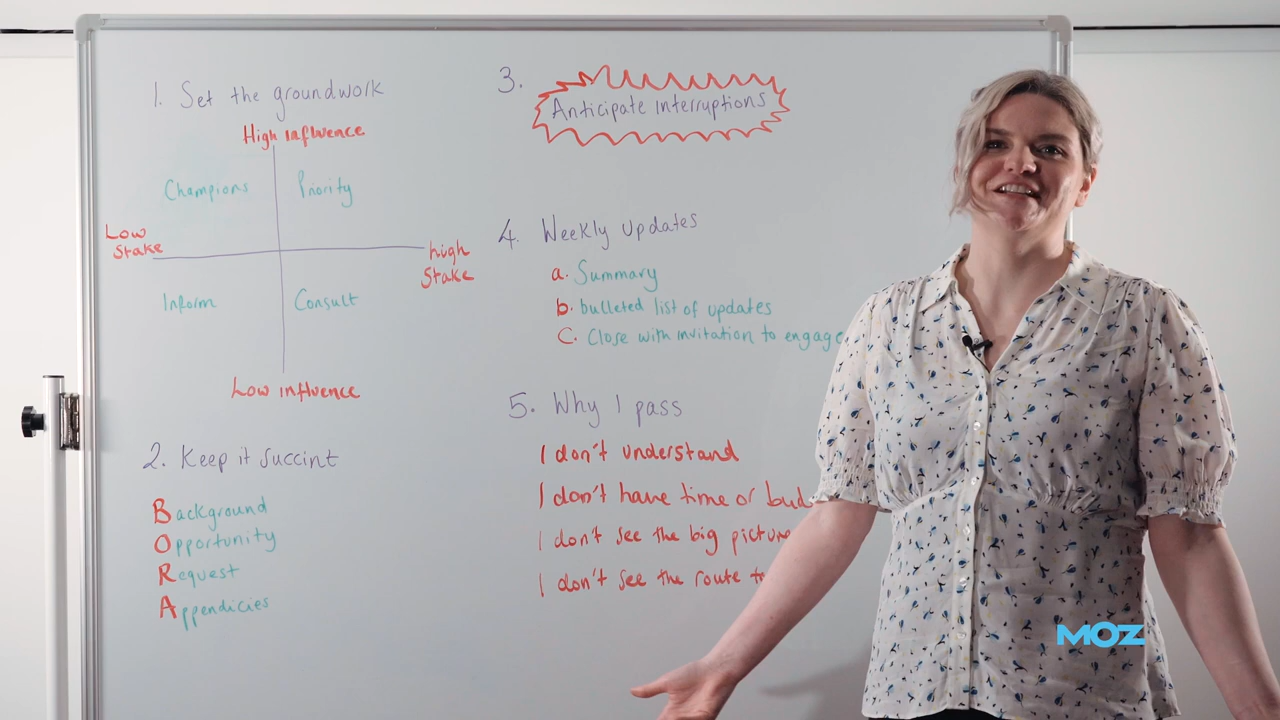 1. Set the groundwork
High influence
Champions
Priority
Low
Stake
high
Stake
Inform
Consult
Low influence
2. Keep it succint
Background
Opportunity
Request
Appendicies
3. Anticipate interruptions
4. Weekly updates
a. Summary
b. bulleted list of updates
C. Close with invitation to engage
5. Why I pass
I don't understand
I don't have time or
I don't see the big picture
I don't see the route
MOZ